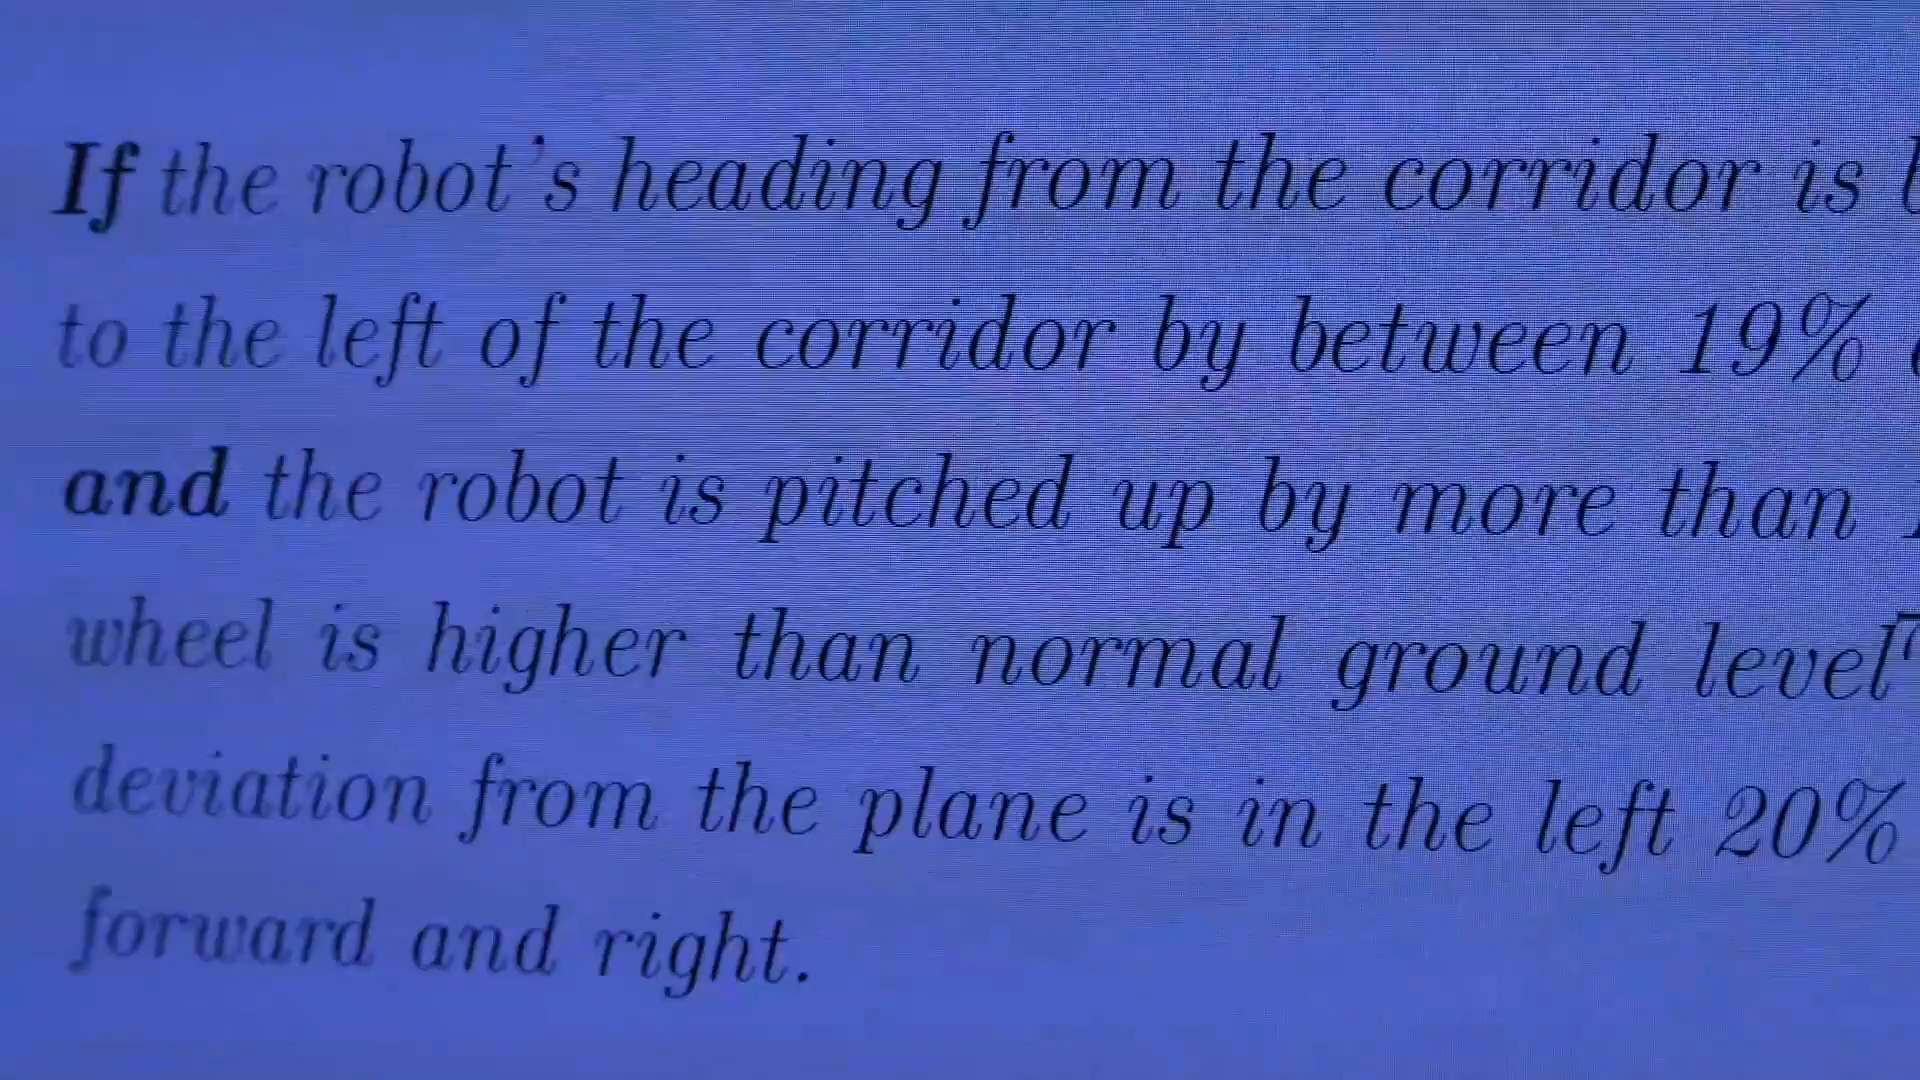 If the robot's heading from the corridor is
to the left of the corridor by between 19%
and the robot is pitched up by more than
wheel is higher than normal ground level
deviation from the plane is in the left 20%
forward and right.